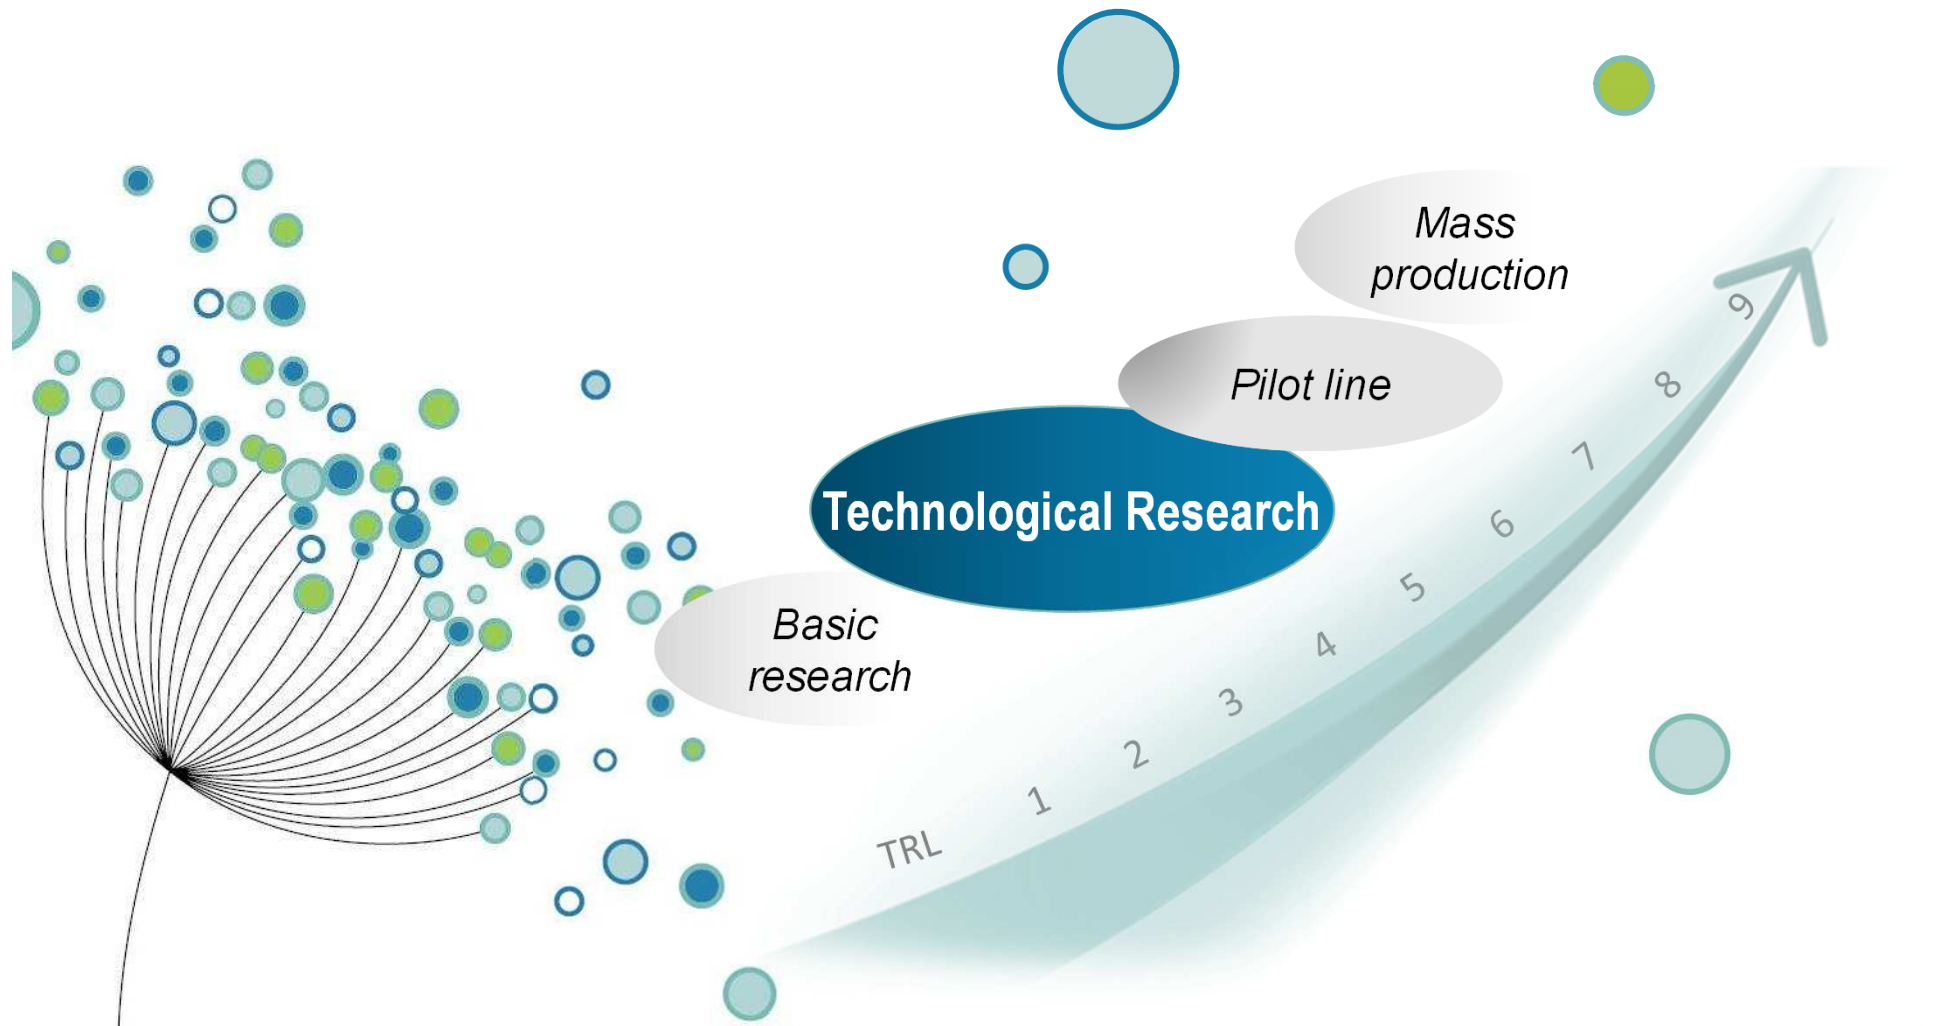 Mass
production
Pilot line
Technological Research
Basic
research
TRL 1 2 3 4 5 6 7 8 9